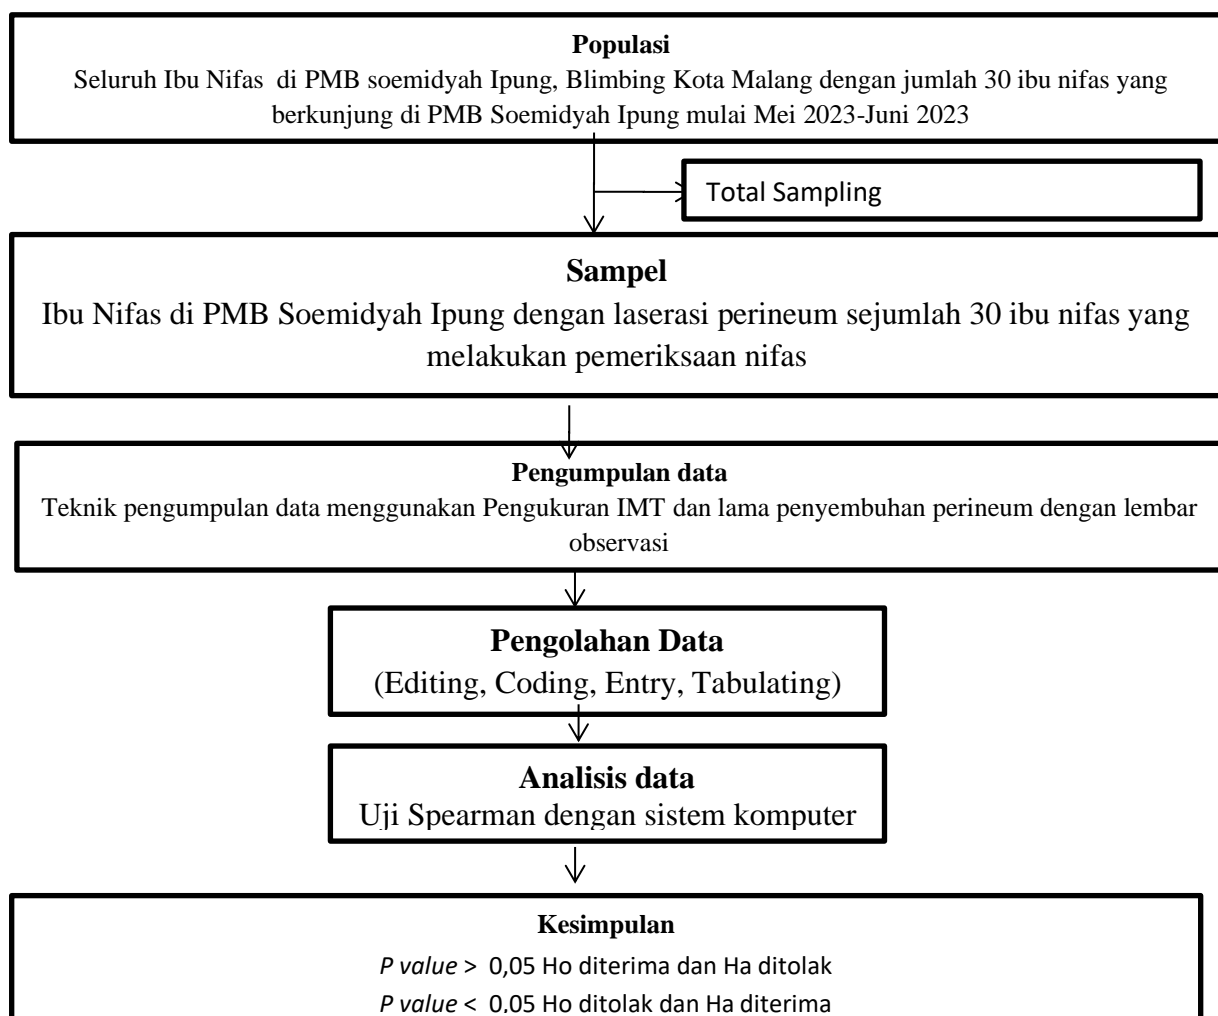 Populasi
Seluruh Ibu Nifas  di PMB soemidyah Ipung, Blimbing Kota Malang dengan jumlah 30 ibu nifas yang
berkunjung di PMB Soemidyah Ipung mulai Mei 2023-Juni 2023
Total Sampling
Sampel
Ibu Nifas di PMB Soemidyah Ipung dengan laserasi perineum sejumlah 30 ibu nifas yang
melakukan pemeriksaan nifas
Pengumpulan data
Teknik pengumpulan data menggunakan Pengukuran IMT dan lama penyembuhan perineum dengan lembar
observasi
Pengolahan Data
(Editing, Coding, Entry, Tabulating)
Analisis data
Uji Spearman dengan sistem komputer
Kesimpulan
P value > 0,05 Ho diterima dan Ha ditolak
P value < 0,05 Ho ditolak dan Ha diterima